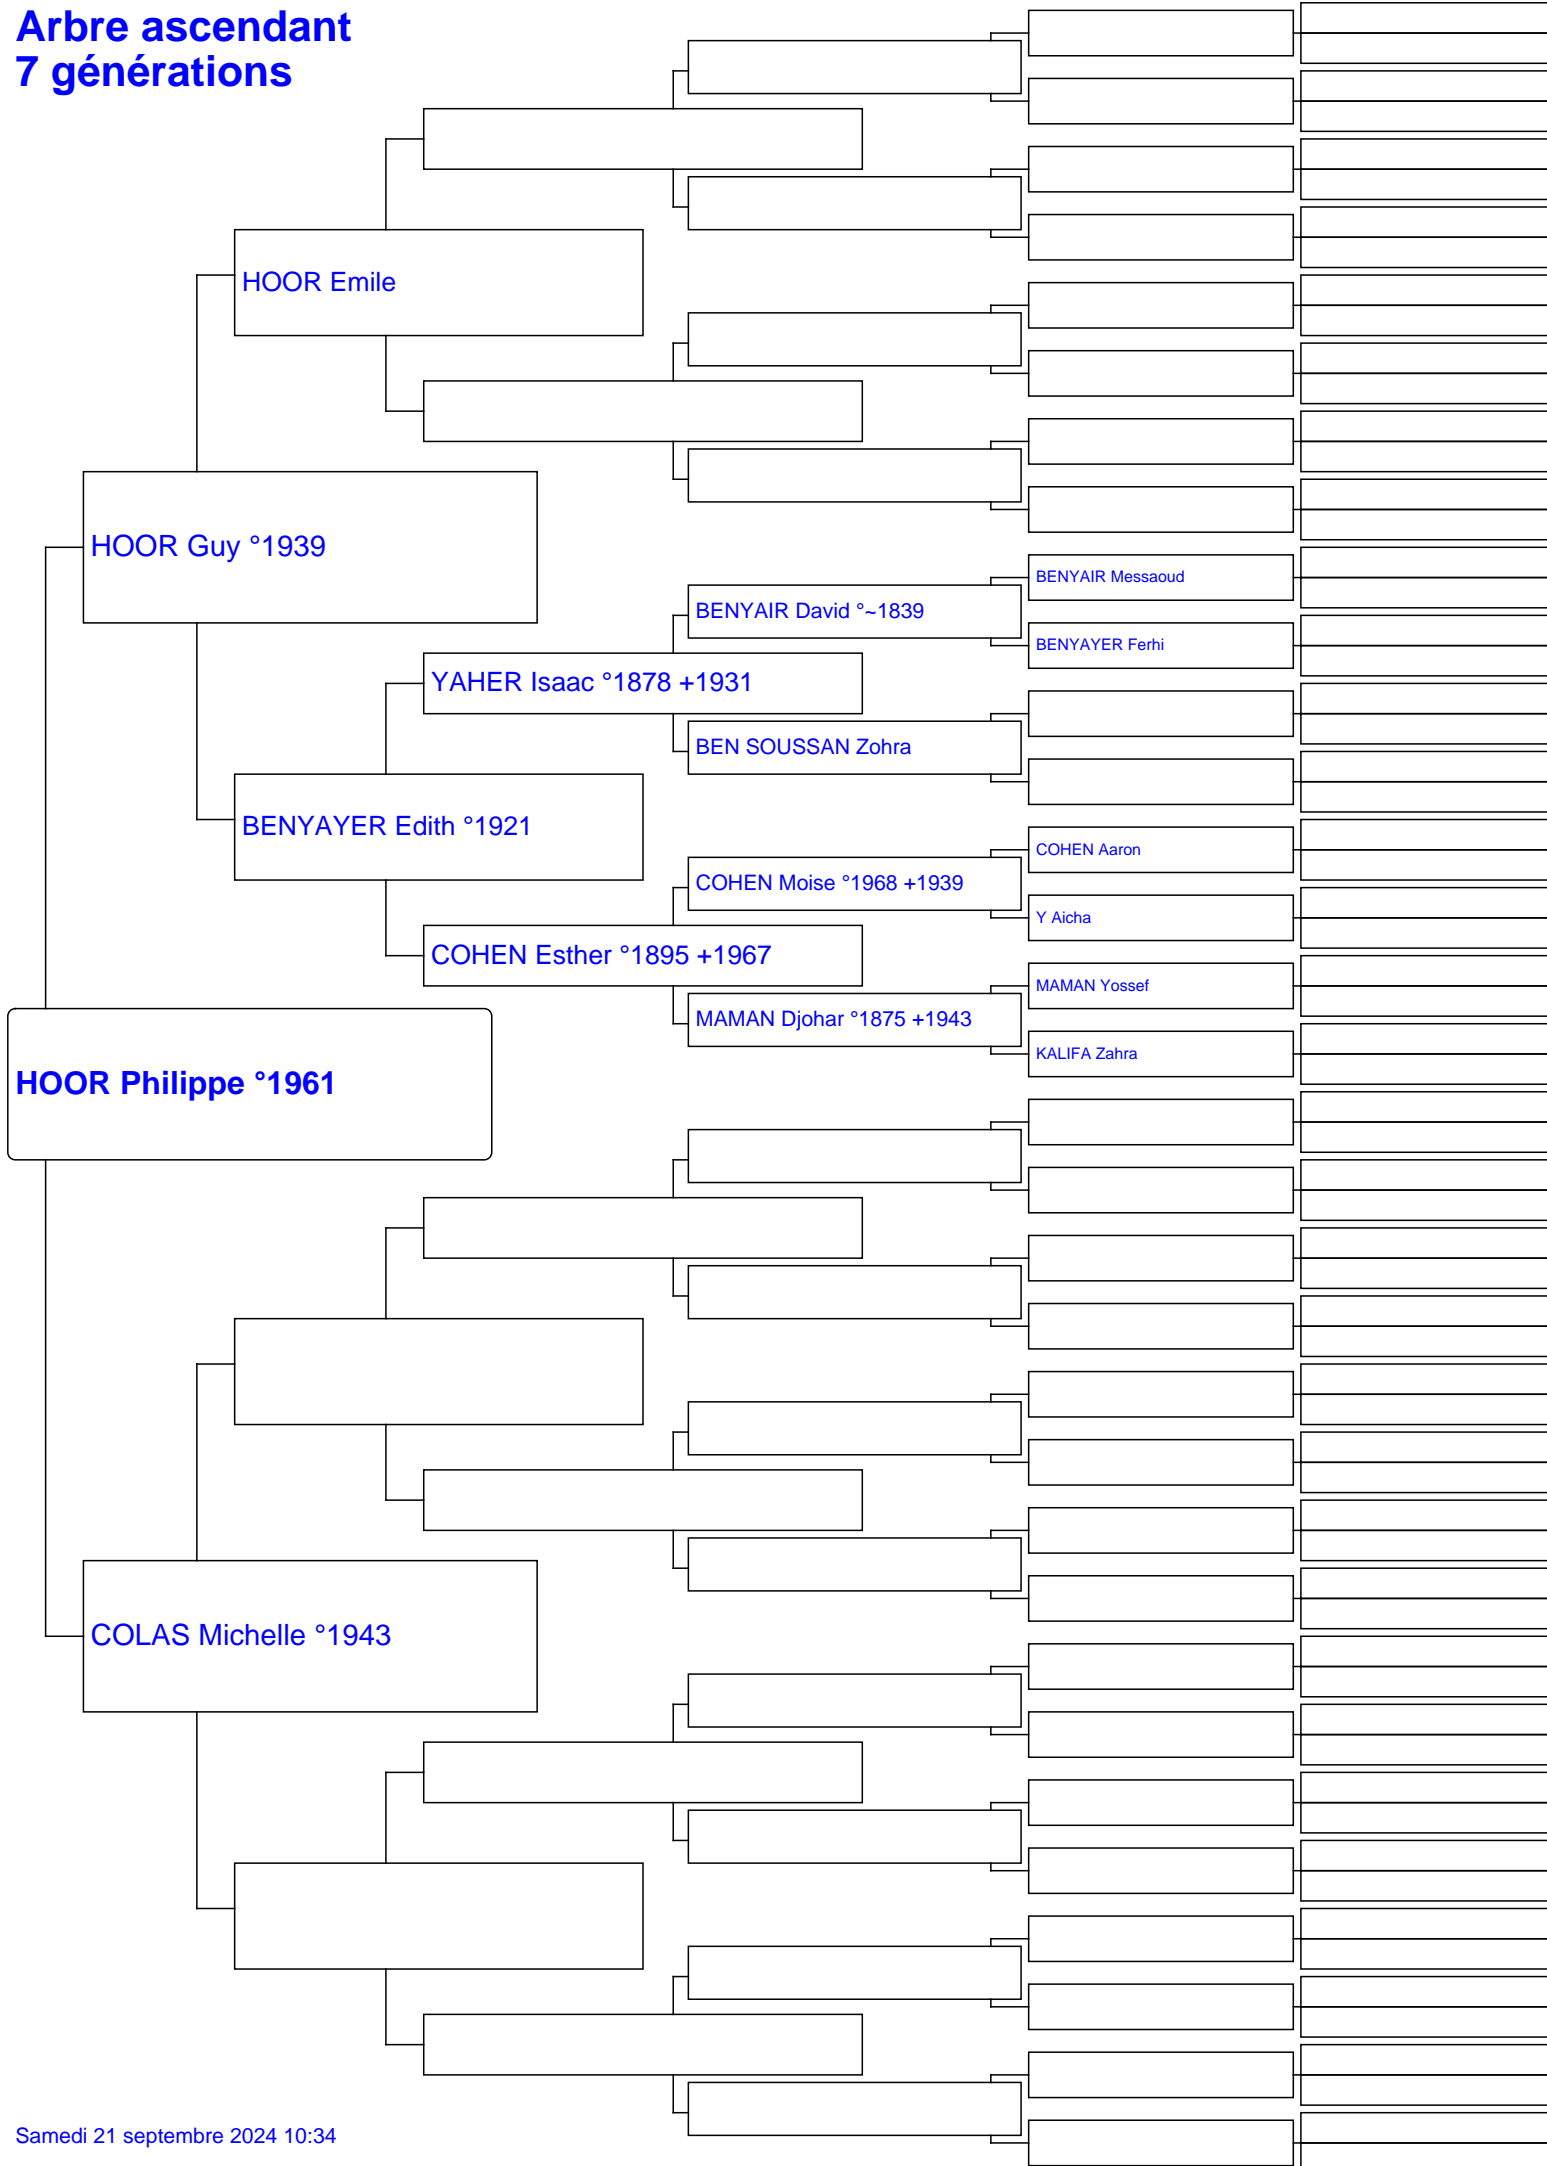 Arbre ascendant
7 générations
HOOR Emile
HOOR Guy °1939
BENYAIR Messaoud
BENYAIR David °~1839
BENYAYER Ferhi
YAHER Isaac °1878 +1931
BEN SOUSSAN Zohra
BENYAYER Edith °1921
COHEN Aaron
COHEN Moise °1968 +1939
Y Aicha
COHEN Esther °1895 +1967
MAMAN Yossef
MAMAN Djohar °1875 +1943
KALIFA Zahra
HOOR Philippe °1961
COLAS Michelle °1943
Samedi 21 septembre 2024 10:34